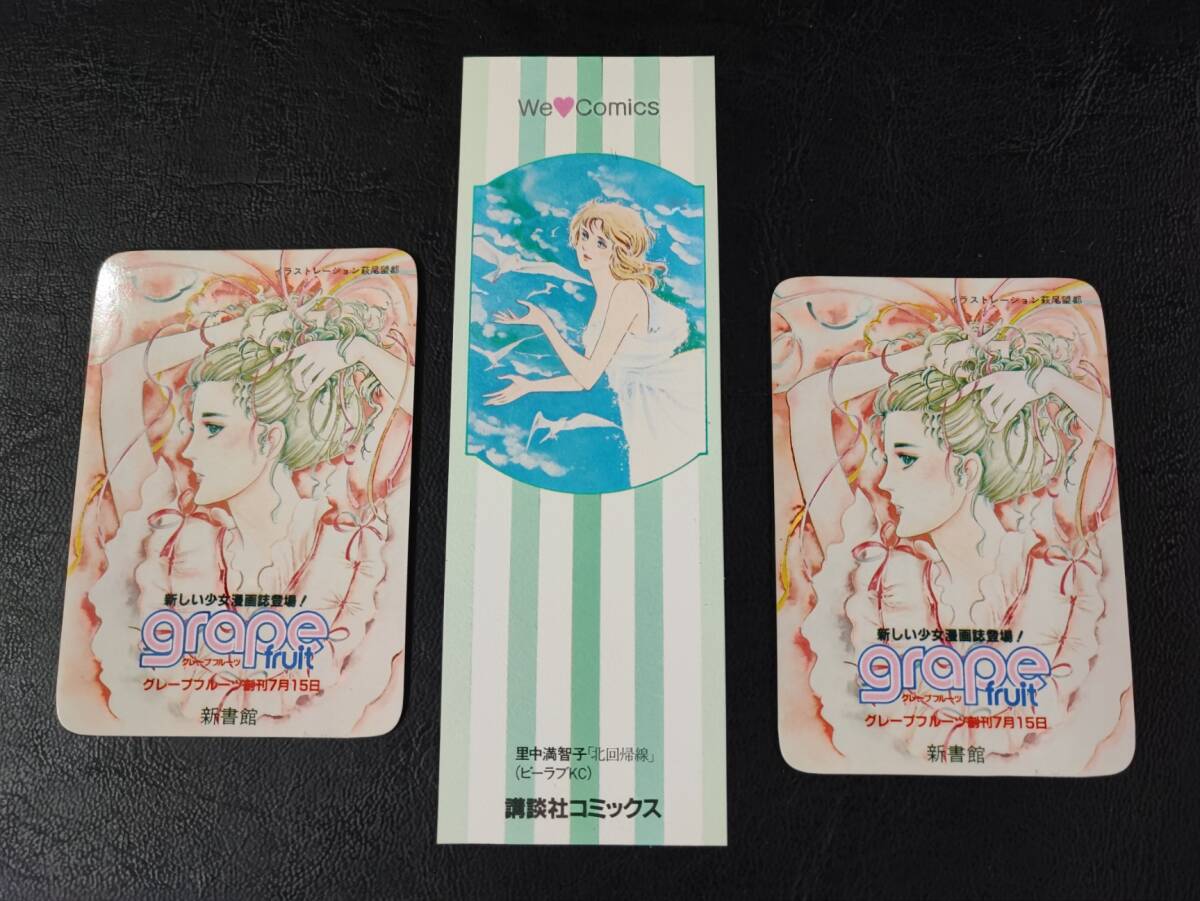 イラストレーション萩尾望都
新しい少女漫画誌登場!
grape
fruit
グレープフルーツ
グレープフルーツ創刊7月15日
新書館
We♥Comics
里中満智子「北回帰線」
(ビーラブKC)
講談社コミックス
イラストレーション萩尾望都
新しい少女漫画誌登場!
grape
fruit
グレープフルーツ
グレープフルーツ創刊7月15日
新書館